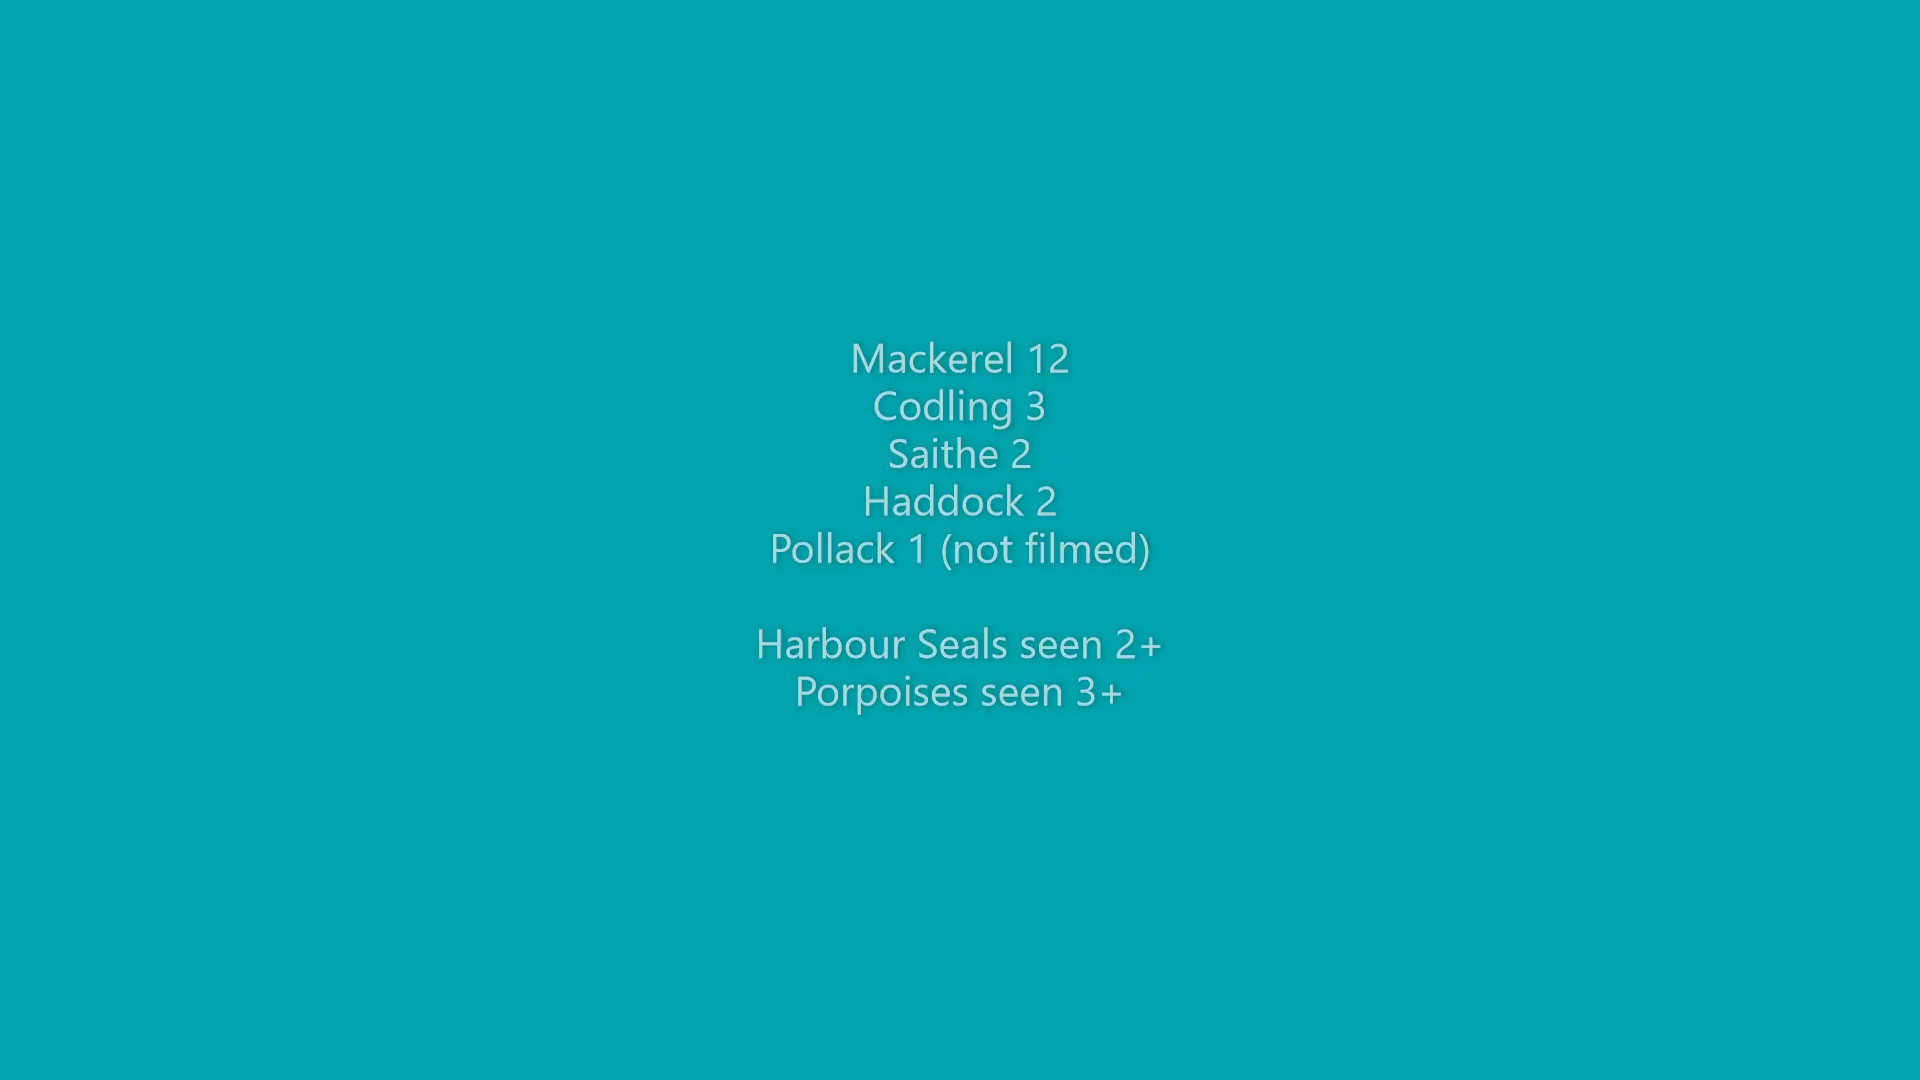 Mackerel 12
Codling 3
Saithe 2
Haddock 2
Pollack 1 (not filmed)
Harbour Seals seen 2+
Porpoises seen 3+